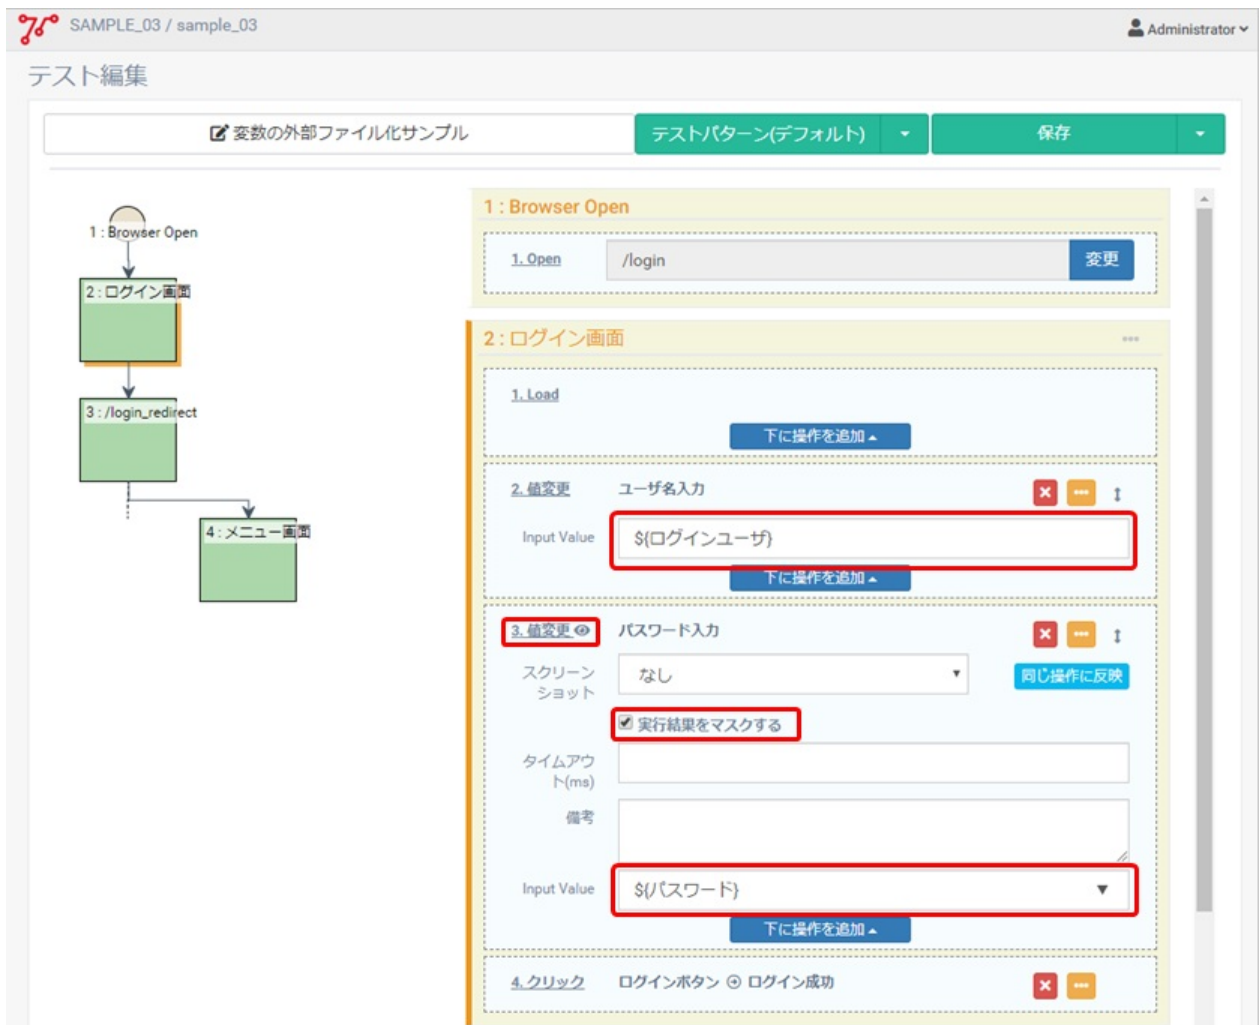 SAMPLE_03 / sample_03
Administrator
テスト編集
変数の外部ファイル化サンプル
テストパターン(デフォルト)
保存
1 : Browser Open
2 : ログイン画面
3 : /login_redirect
4 : メニュー画面
1 : Browser Open
1. Open
/login
変更
2 : ログイン画面
1. Load
下に操作を追加
2. 値変更
ユーザ名入力
Input Value
${ログインユーザ}
下に操作を追加
3. 値変更
パスワード入力
スクリーン
ショット
なし
同じ操作に反映
実行結果をマスクする
タイムアウ
ト(ms)
備考
Input Value
${パスワード}
下に操作を追加
4. クリック
ログインボタン
ログイン成功